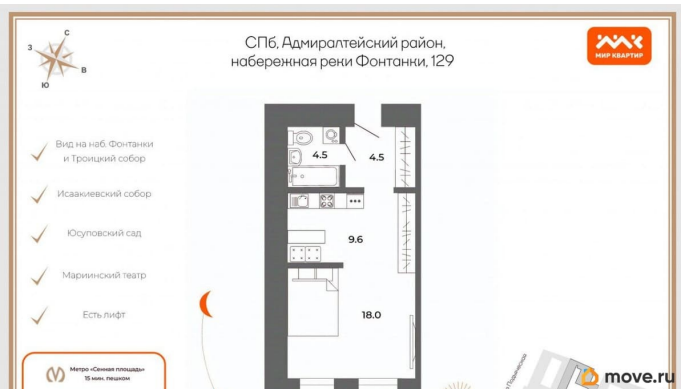 С
З
В
Ю
СПб, Адмиралтейский район,
набережная реки Фонтанки, 129
МИР КВАРТИР
Вид на наб. Фонтанки
и Троицкий собор
Исаакиевский собор
Юсуповский сад
Мариинский театр
Есть лифт
4.5
4.5
9.6
18.0
Метро «Сенная площадь»
15 мин. пешком
Подьяческая
move.ru